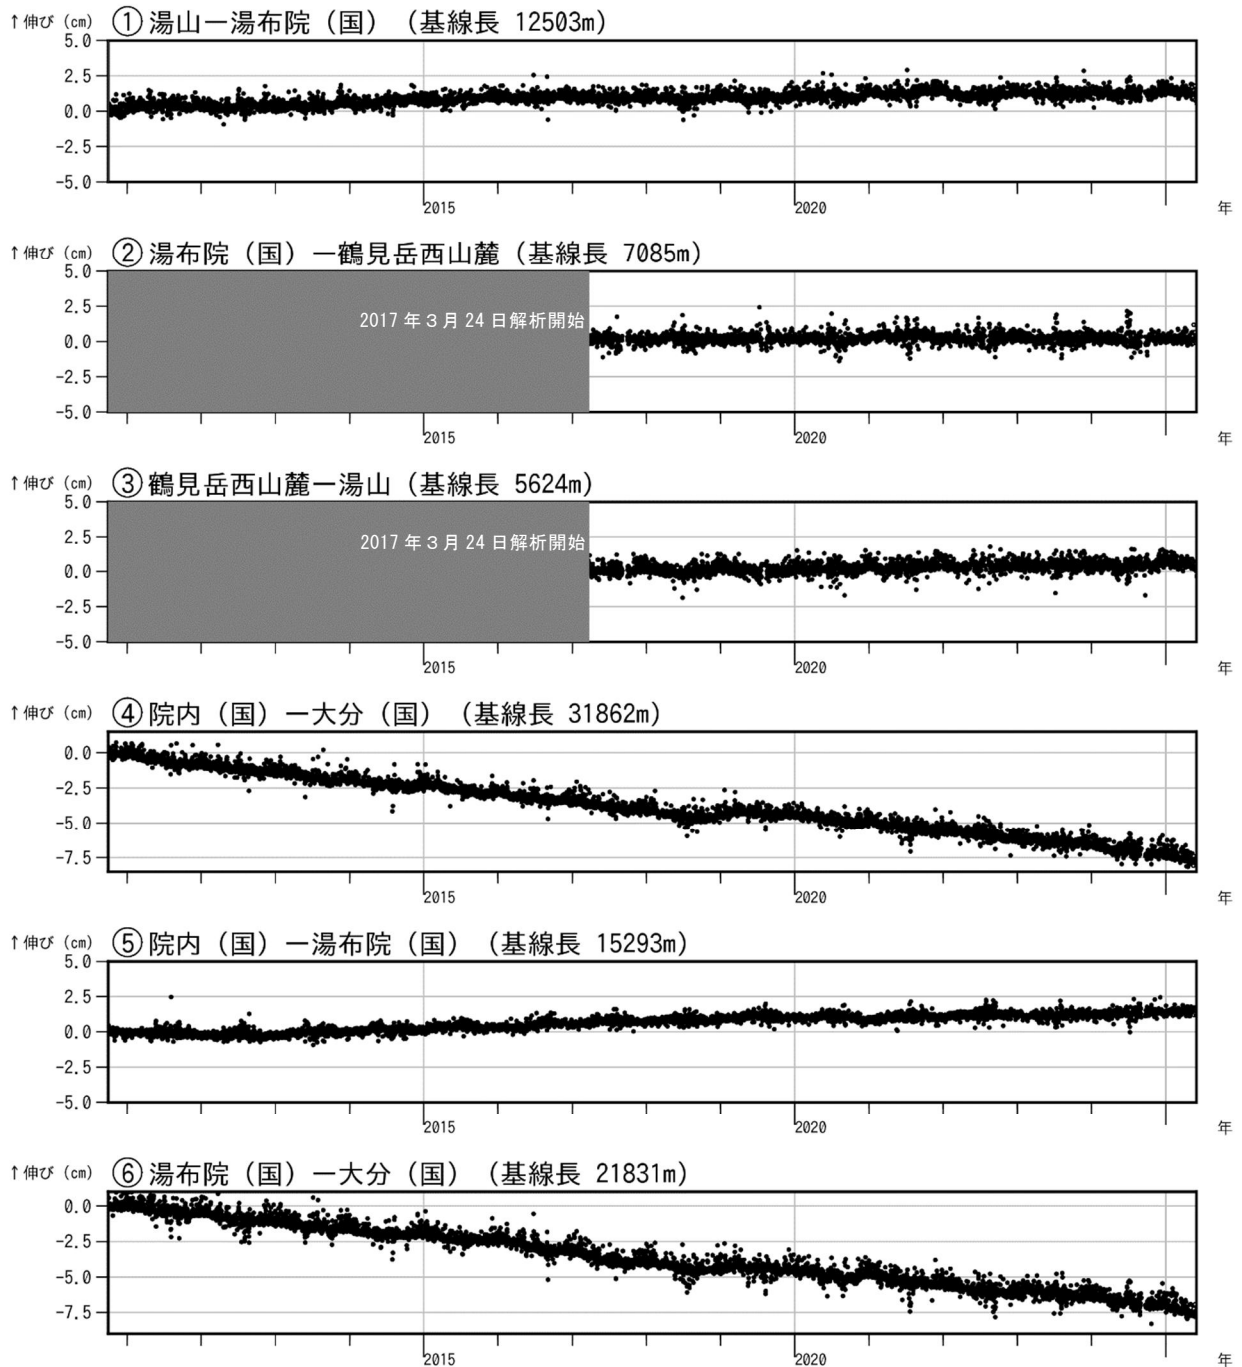 ↑伸び（cm） ①湯山ー湯布院（国）（基線長 12503m）
5.0
2.5
0.0
-2.5
-5.0
2015 2020 年
↑伸び（cm） ②湯布院（国）ー鶴見岳西山麓（基線長 7085m）
5.0
2.5
2017年3月24日解析開始
0.0
-2.5
-5.0
2015 2020 年
↑伸び（cm） ③鶴見岳西山麓ー湯山（基線長 5624m）
5.0
2.5
2017年3月24日解析開始
0.0
-2.5
-5.0
2015 2020 年
↑伸び（cm） ④院内（国）ー大分（国）（基線長 31862m）
0.0
-2.5
-5.0
-7.5
2015 2020 年
↑伸び（cm） ⑤院内（国）ー湯布院（国）（基線長 15293m）
5.0
2.5
0.0
-2.5
-5.0
2015 2020 年
↑伸び（cm） ⑥湯布院（国）ー大分（国）（基線長 21831m）
0.0
-2.5
-5.0
-7.5
2015 2020 年